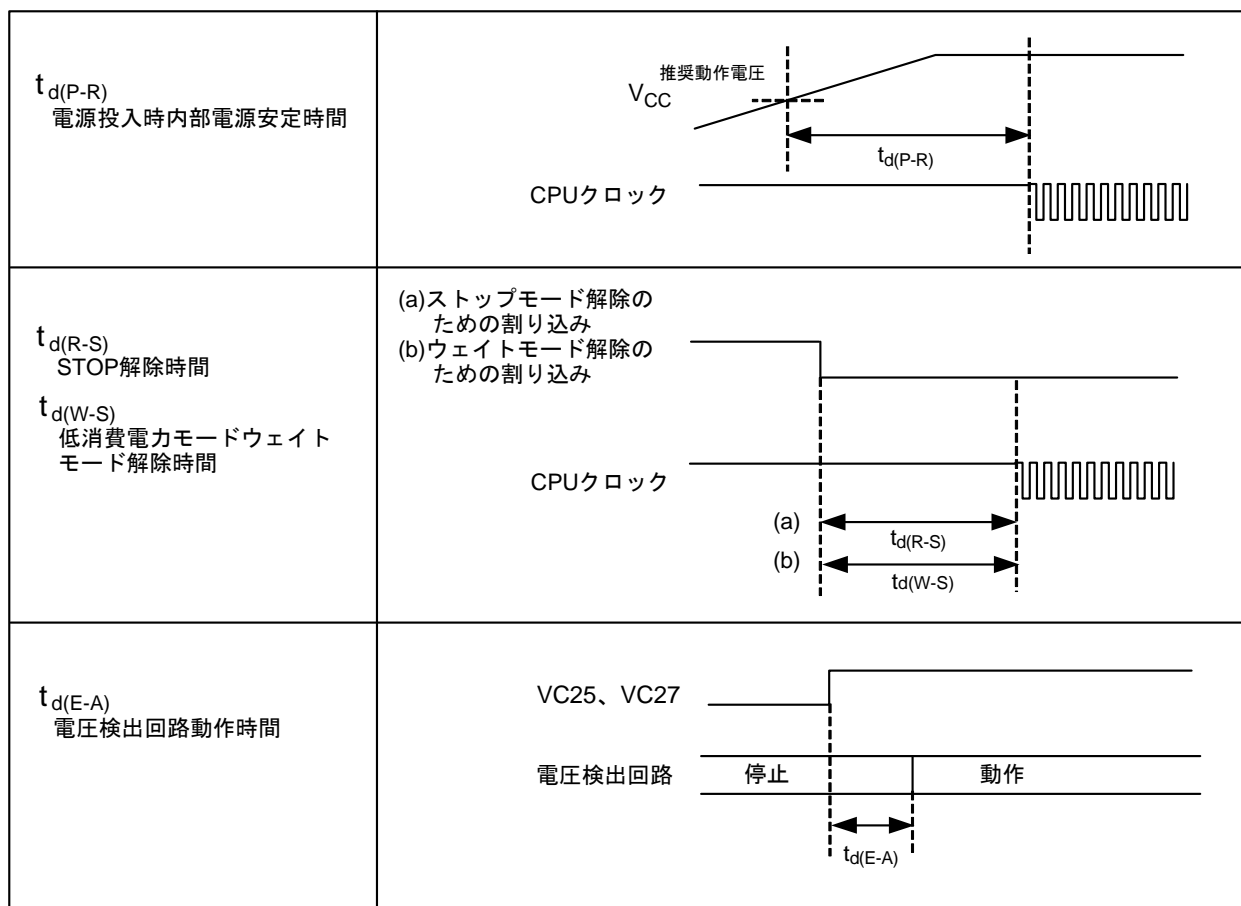 td(P-R)
電源投入時内部電源安定時間
推奨動作電圧
VCC
td(P-R)
CPUクロック
td(R-S)
STOP解除時間
td(W-S)
低消費電力モードウェイト
モード解除時間
(a)ストップモード解除の
ための割り込み
(b)ウェイトモード解除の
ための割り込み
CPUクロック
(a)
td(R-S)
(b)
td(W-S)
td(E-A)
電圧検出回路動作時間
VC25、VC27
電圧検出回路
停止
動作
td(E-A)